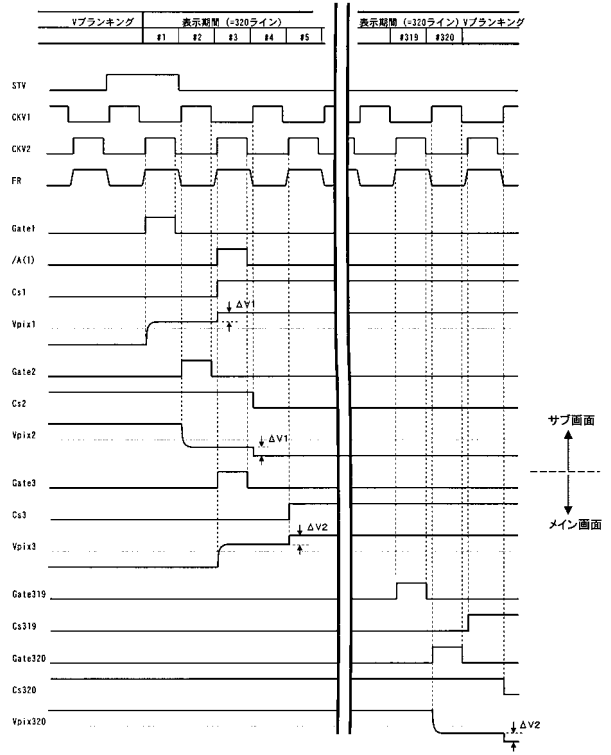 Vブランキング 表示期間 (=320ライン) 表示期間 (=320ライン) Vブランキング
#1 #2 #3 #4 #5 #319 #320
STV
CKV1
CKV2
FR
Gate1
/A(1)
Cs1
ΔV1
Vpix1
Gate2
Cs2
Vpix2
ΔV1
サブ画面
Gate3
Cs3
メイン画面
Vpix3
ΔV2
Gate319
Cs319
Gate320
Cs320
Vpix320
ΔV2